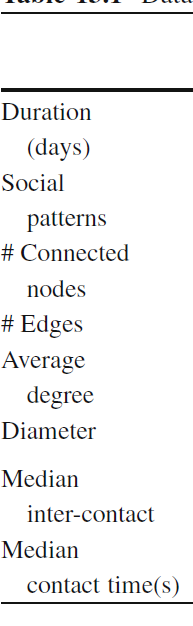 Duration
(days)
Social
patterns
# Connected
nodes
# Edges
Average
degree
Diameter
Median
inter-contact
Median
contact time(s)